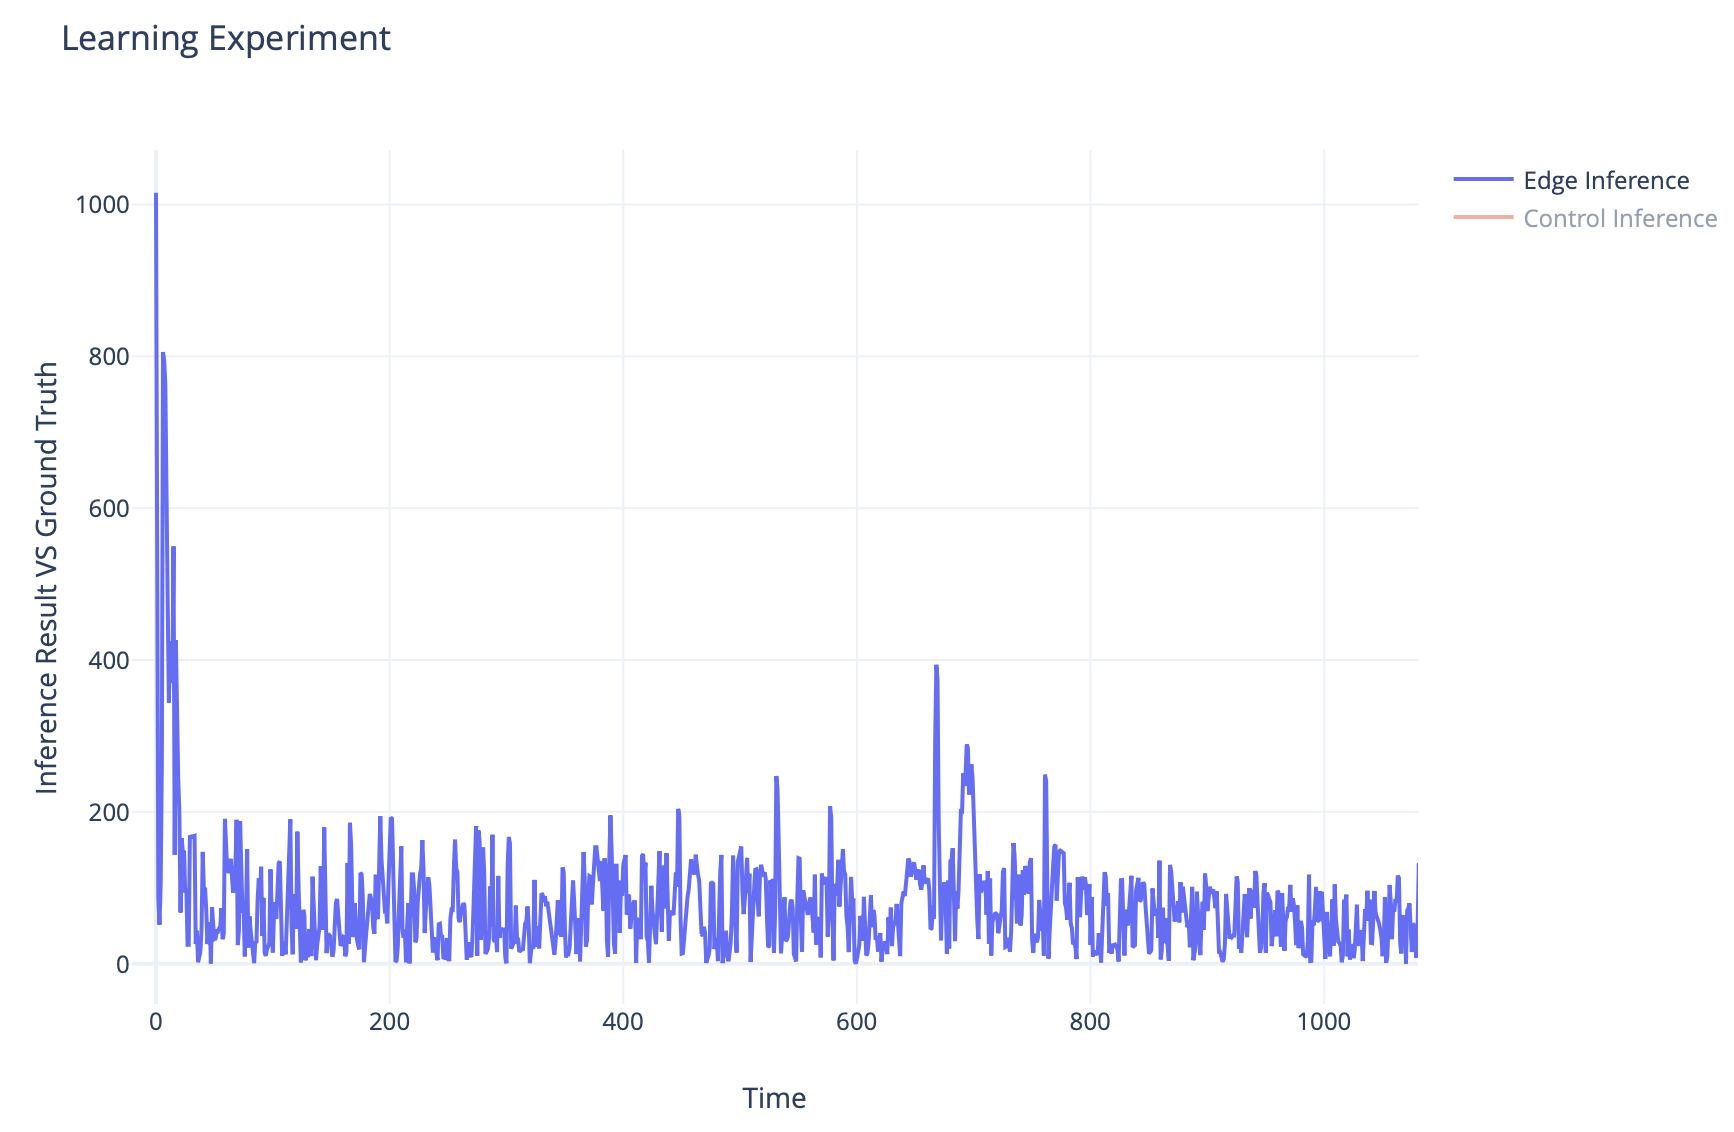 Learning Experiment
Edge Inference
Control Inference
Inference Result VS Ground Truth
1000
800
600
400
200
0
0 200 400 600 800 1000
Time